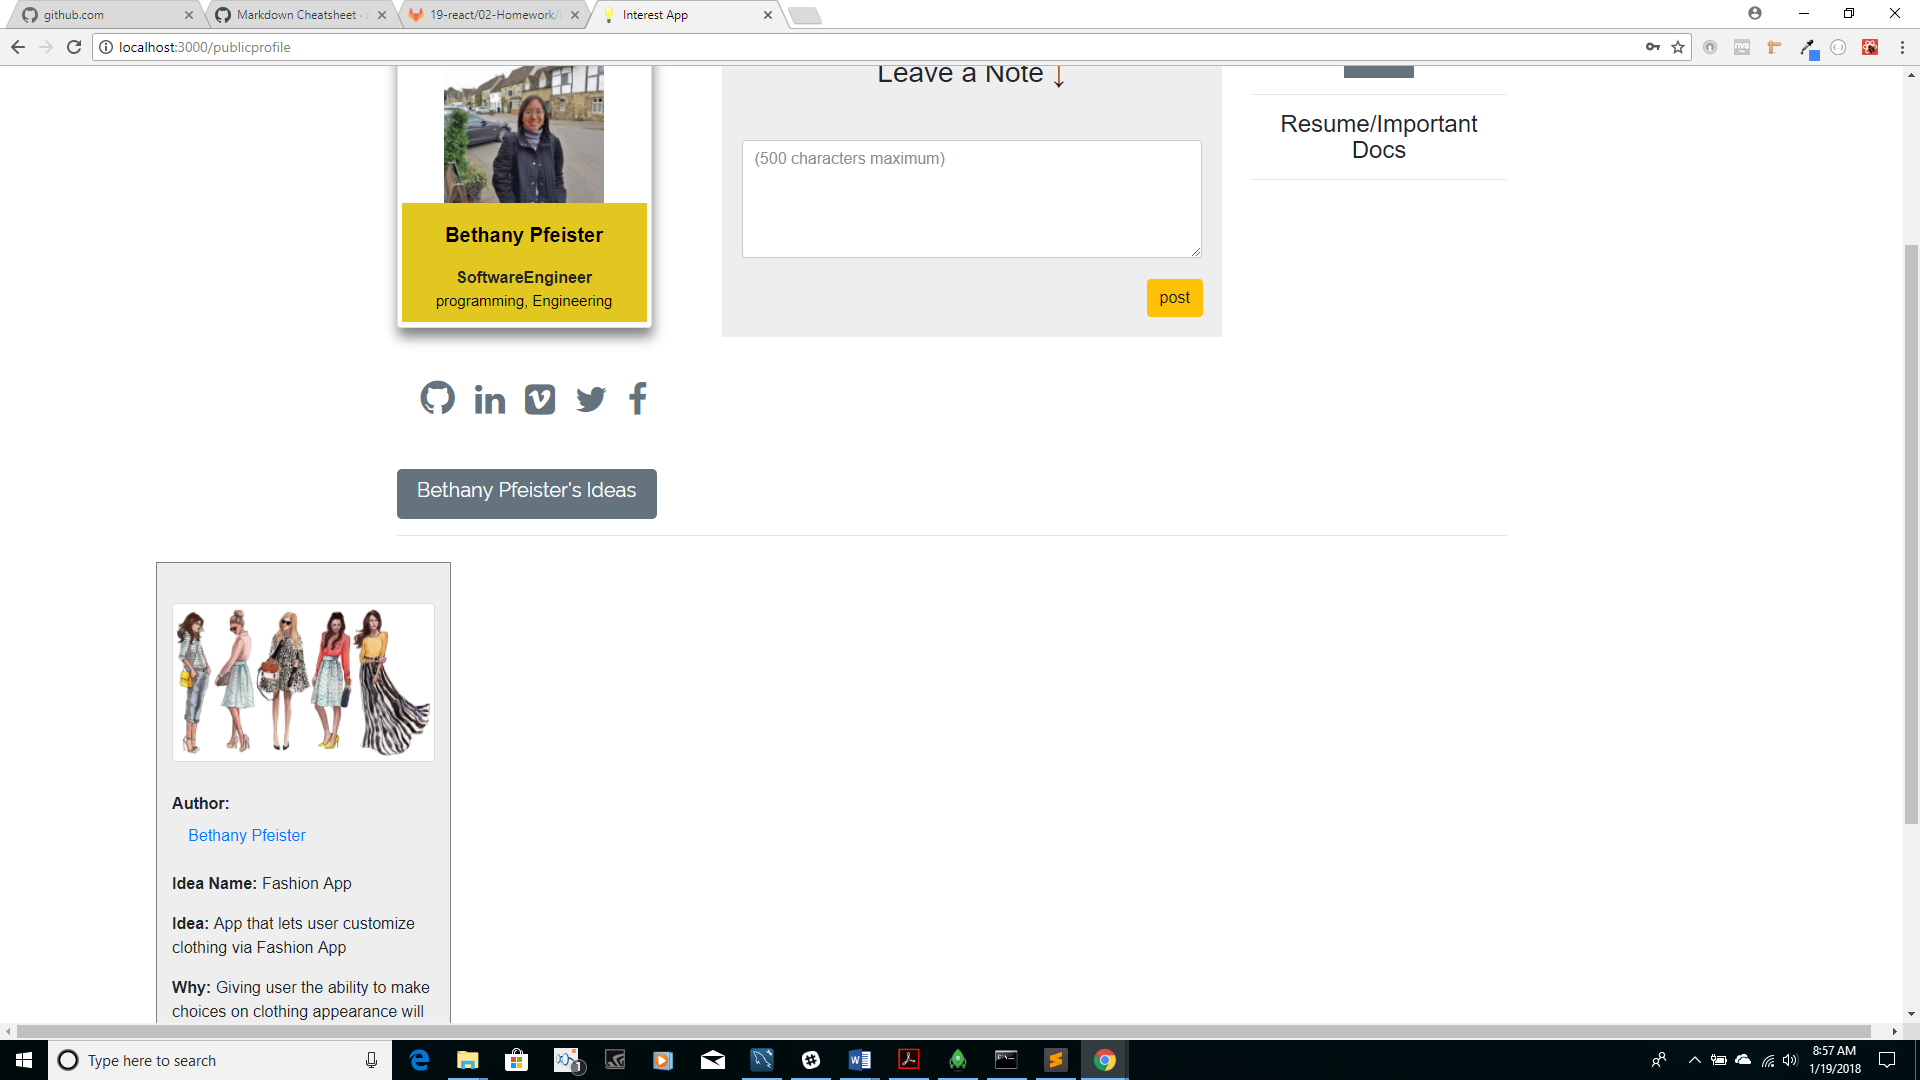 github.com
Markdown Cheatsheet · a
19-react/02-Homework/
Interest App
localhost:3000/publicprofile
Leave a Note ↓
(500 characters maximum)
post
Resume/Important
Docs
Bethany Pfeister
SoftwareEngineer
programming, Engineering
Bethany Pfeister's Ideas
Author:
Bethany Pfeister
Idea Name: Fashion App
Idea: App that lets user customize
clothing via Fashion App
Why: Giving user the ability to make
choices on clothing appearance will
Type here to search
8:57 AM
1/19/2018